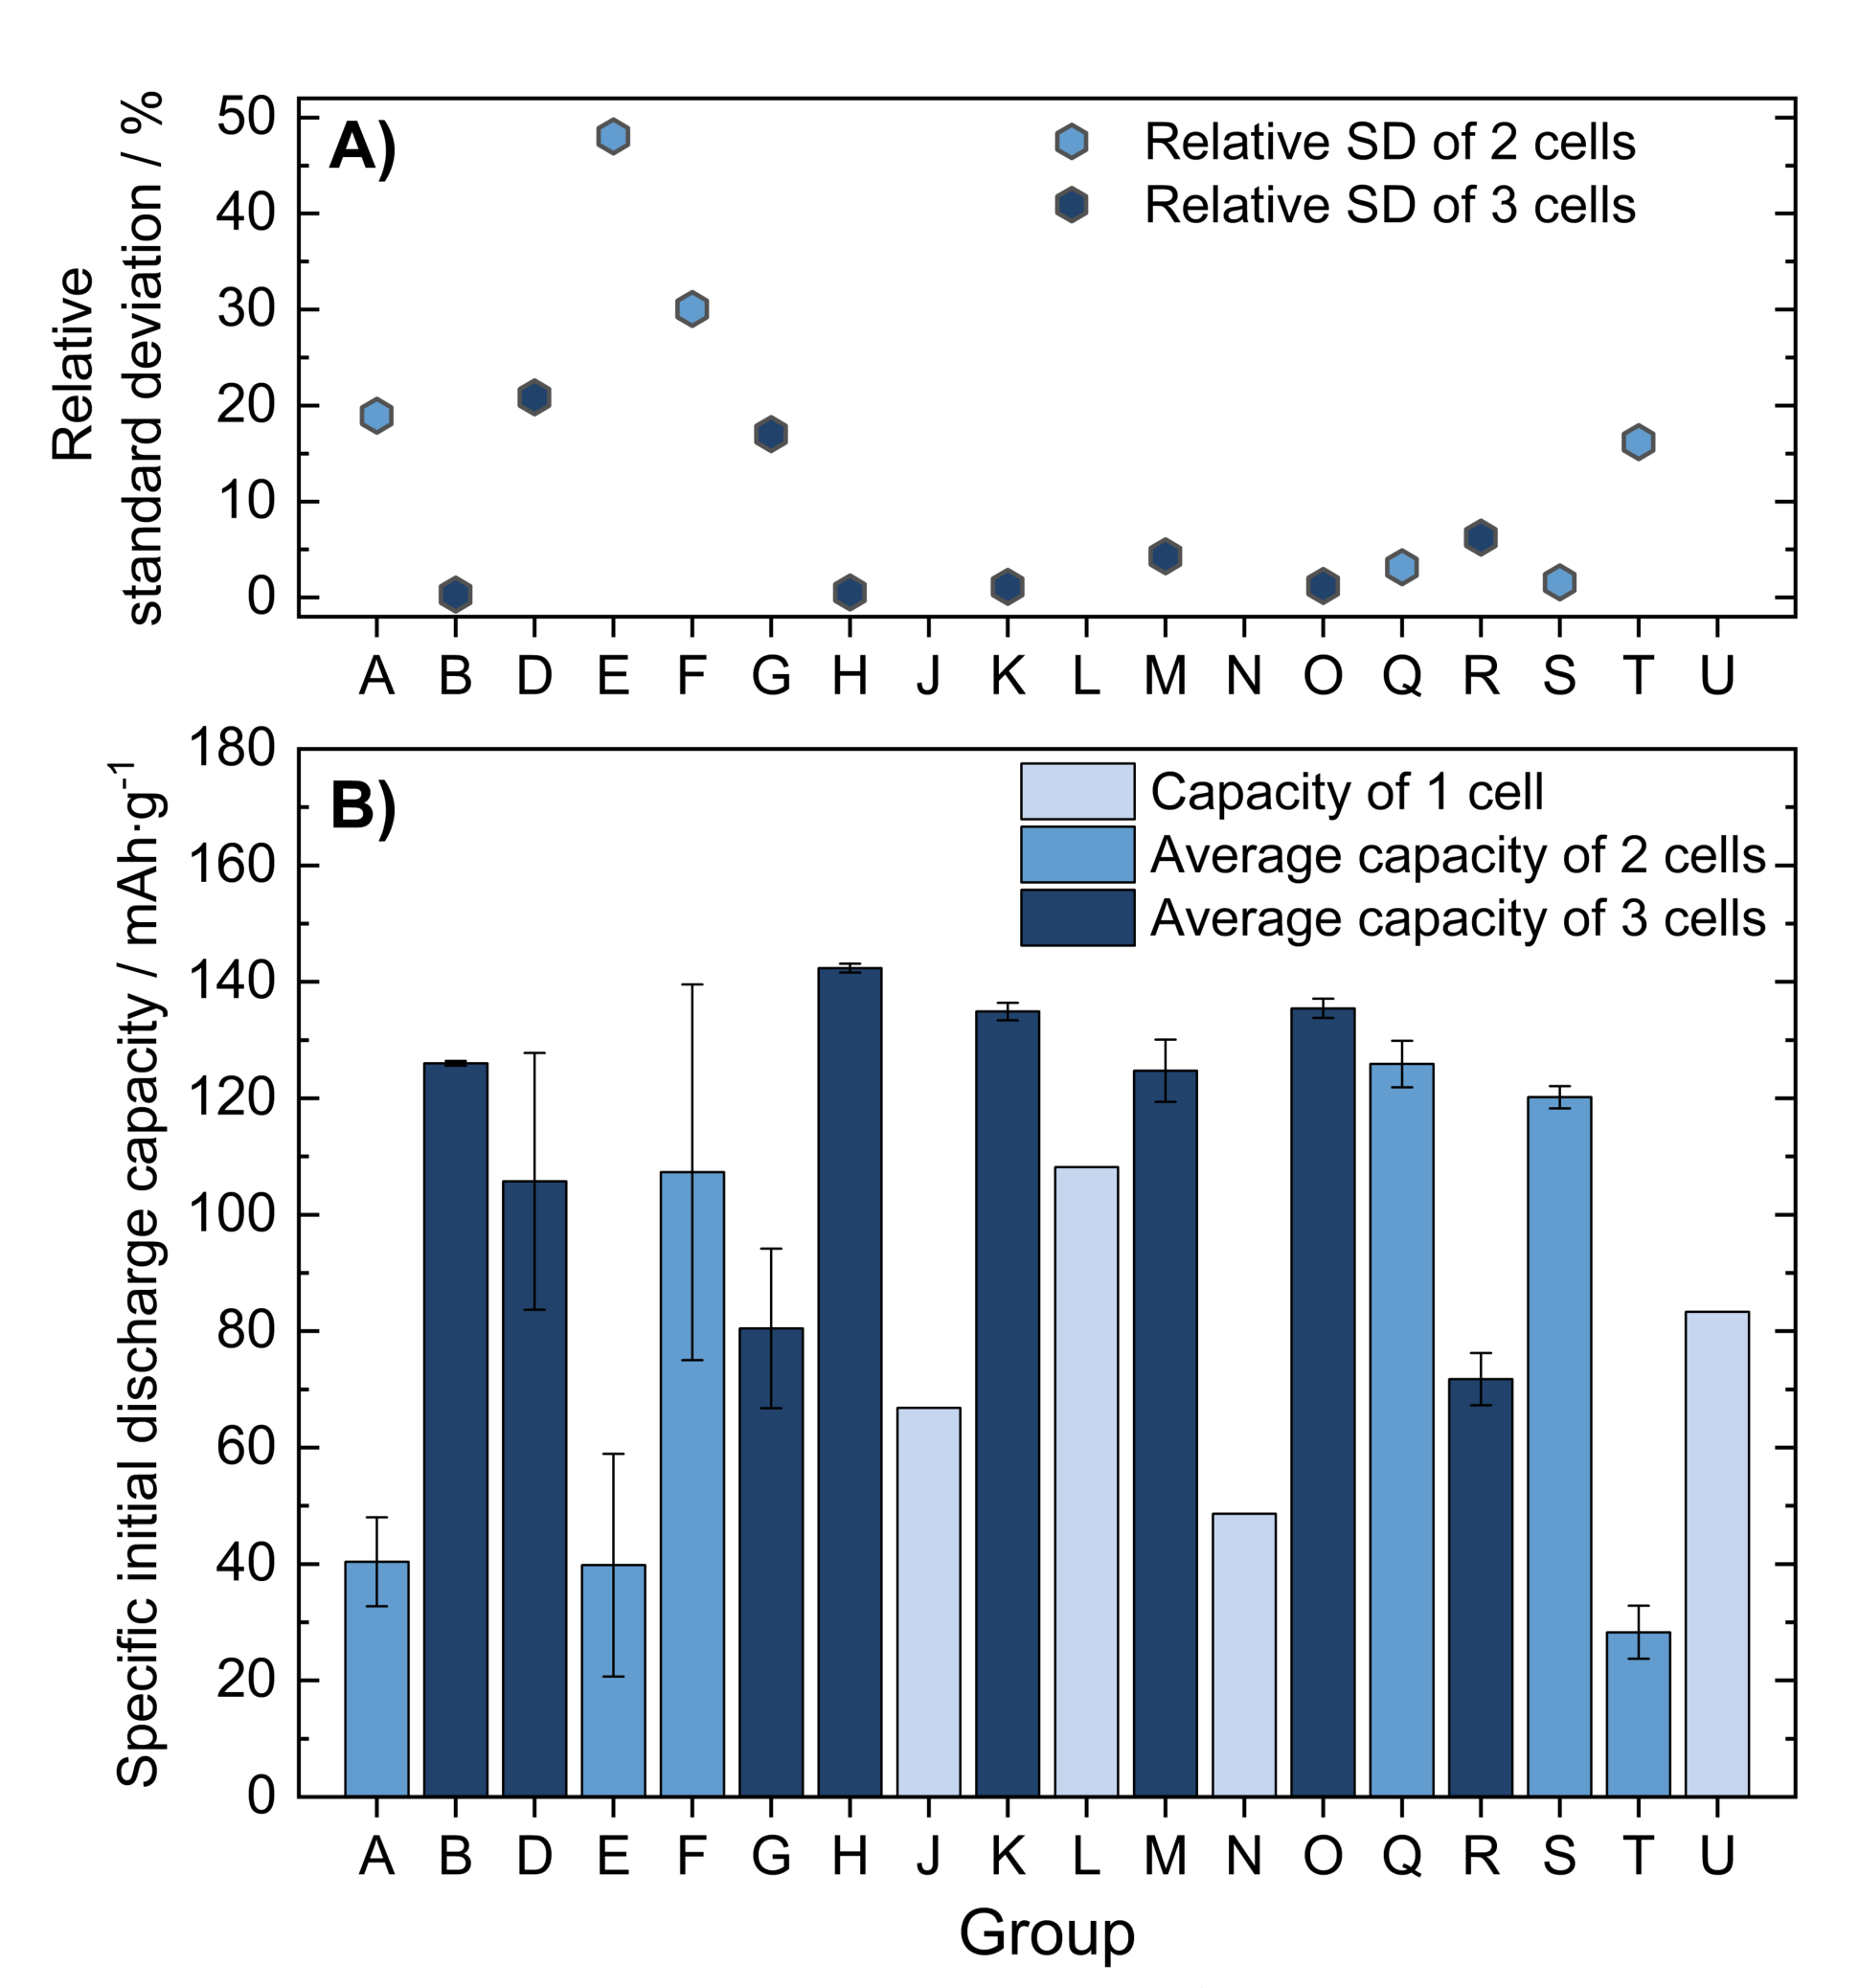 A)
Relative SD of 2 cells
Relative SD of 3 cells
Relative
standard deviation / %
50
40
30
20
10
0
A B D E F G H J K L M N O Q R S T U
B)
Capacity of 1 cell
Average capacity of 2 cells
Average capacity of 3 cells
Specific initial discharge capacity / mAh·g⁻¹
180
160
140
120
100
80
60
40
20
0
A B D E F G H J K L M N O Q R S T U
Group